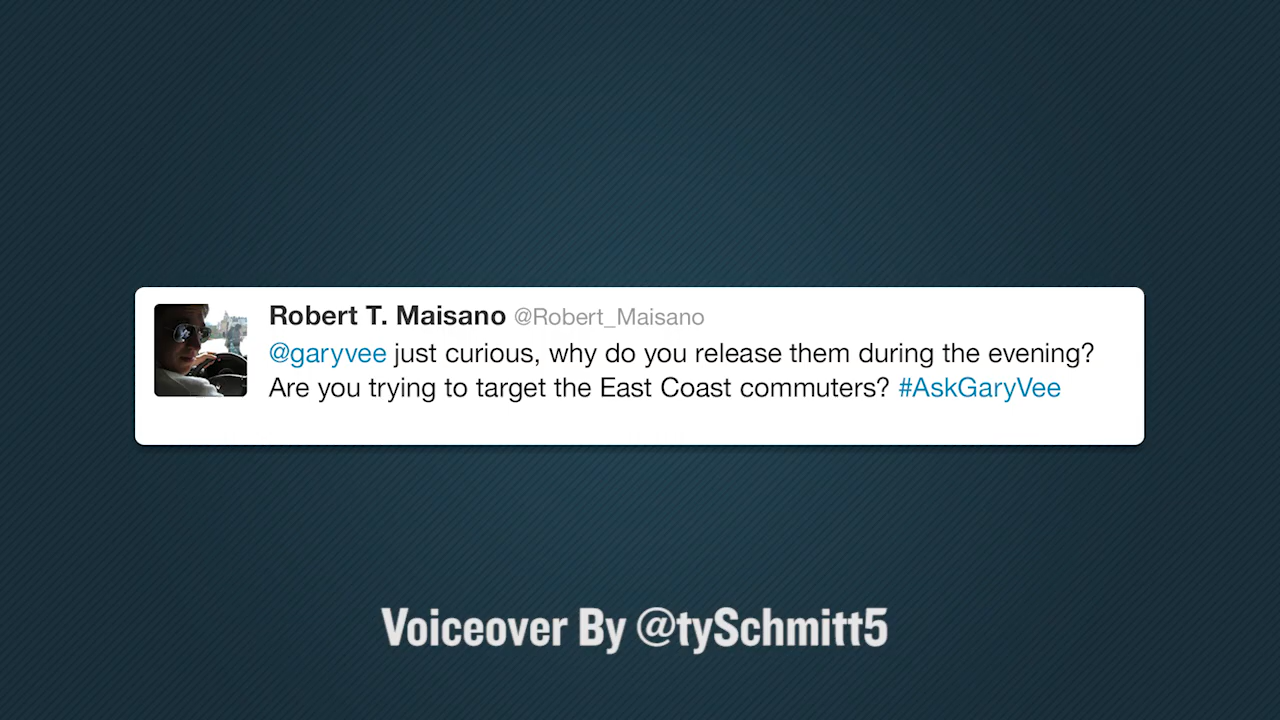 Robert T. Maisano @Robert_Maisano
@garyvee just curious, why do you release them during the evening?
Are you trying to target the East Coast commuters? #AskGaryVee
Voiceover By @tySchmitt5